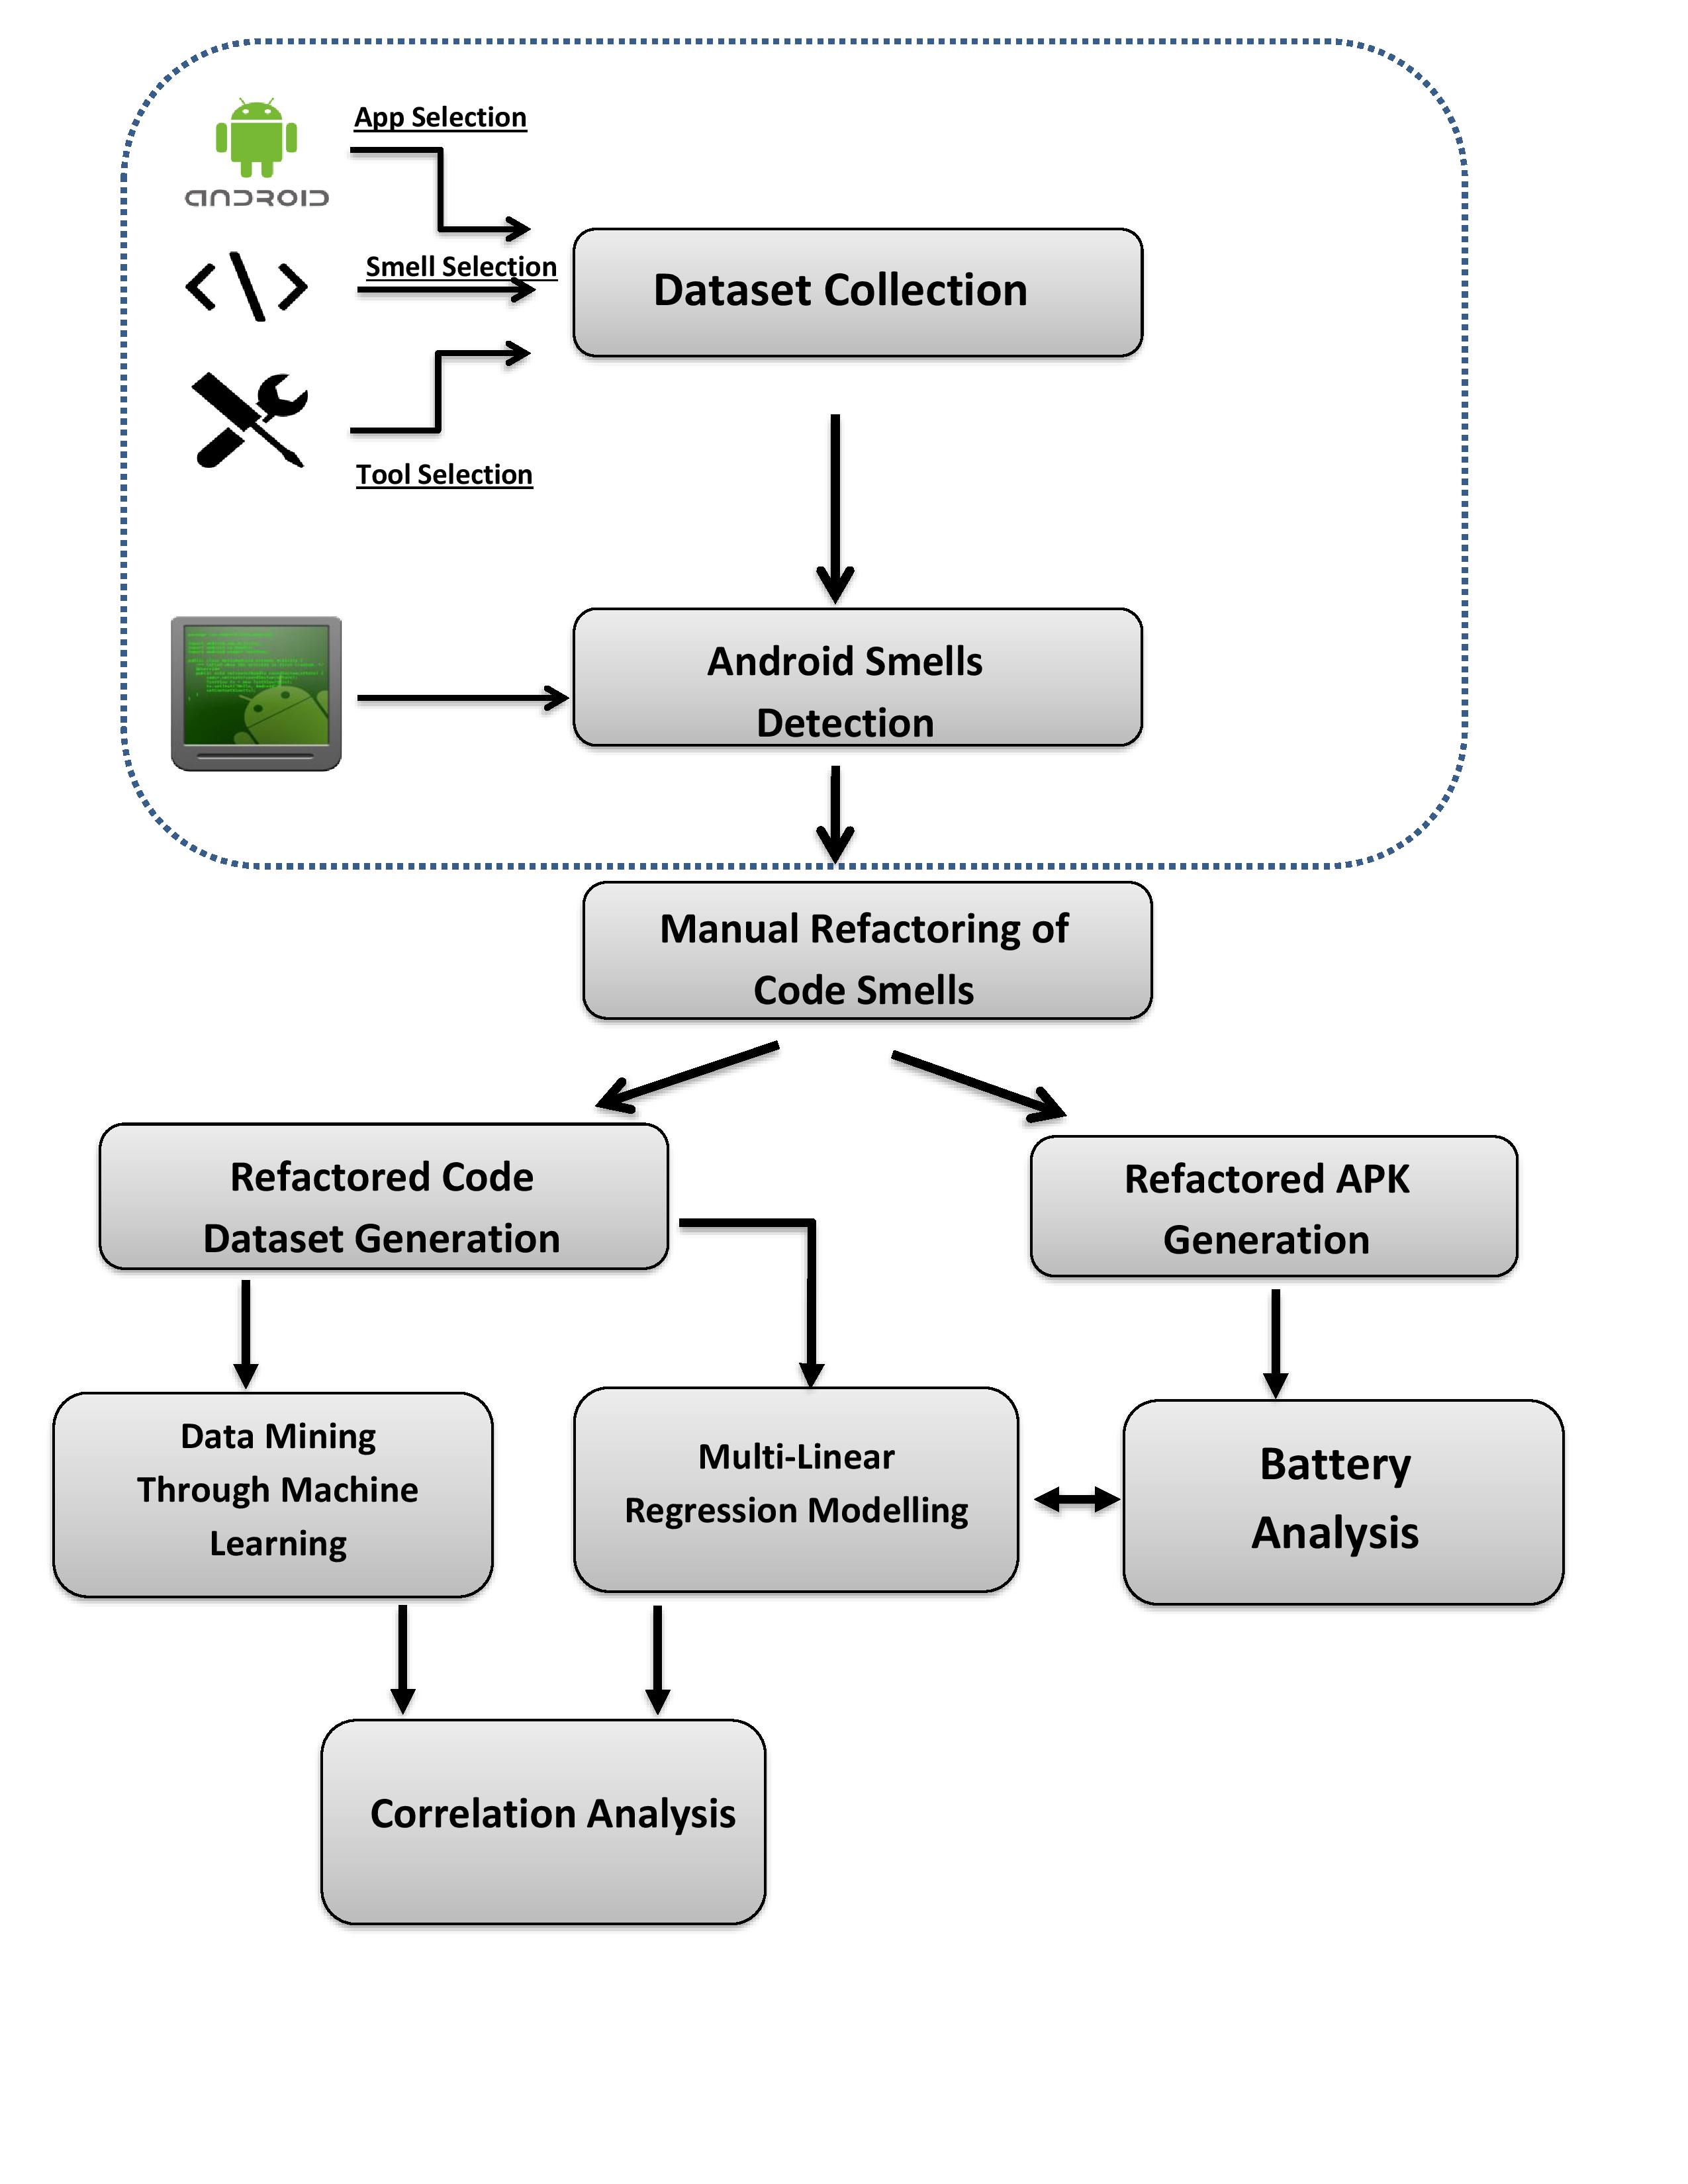 App Selection
ANDROID
Smell Selection
Dataset Collection
Tool Selection
Android Smells
Detection
Manual Refactoring of
Code Smells
Refactored Code
Dataset Generation
Refactored APK
Generation
Data Mining
Through Machine
Learning
Multi-Linear
Regression Modelling
Battery
Analysis
Correlation Analysis